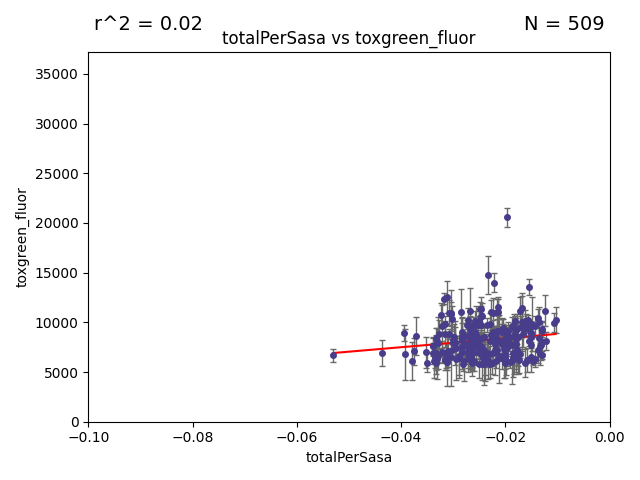 r^2 = 0.02
N = 509
totalPerSasa vs toxgreen_fluor
toxgreen_fluor
35000
30000
25000
20000
15000
10000
5000
0
−0.10
−0.08
−0.06
−0.04
−0.02
0.00
totalPerSasa